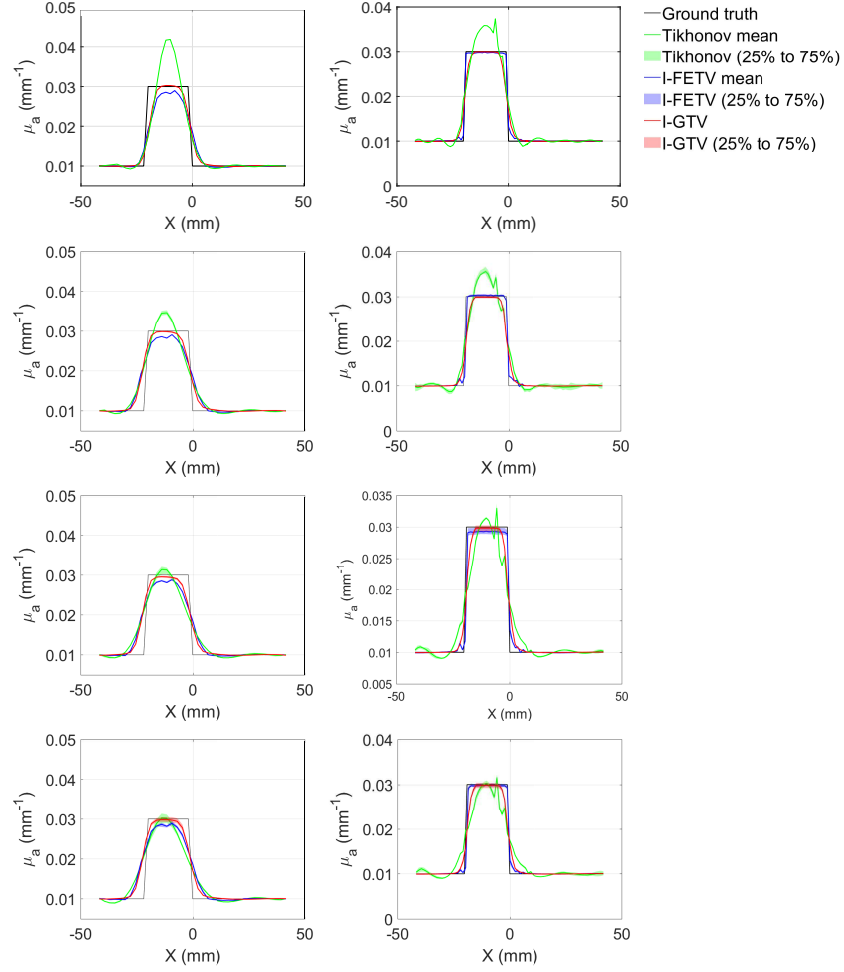 0.05
0.04
0.03
0.02
0.01
μa (mm-1)
-50 0 50
X (mm)
0.04
0.03
0.02
0.01
0
μa (mm-1)
-50 0 50
X (mm)
Ground truth
Tikhonov mean
Tikhonov (25% to 75%)
I-FETV mean
I-FETV (25% to 75%)
I-GTV
I-GTV (25% to 75%)
0.05
0.04
0.03
0.02
0.01
μa (mm-1)
-50 0 50
X (mm)
0.04
0.03
0.02
0.01
0
μa (mm-1)
-50 0 50
X (mm)
0.05
0.04
0.03
0.02
0.01
μa (mm-1)
-50 0 50
X (mm)
0.035
0.03
0.025
0.02
0.015
0.01
0.005
μa (mm-1)
-50 0 50
X (mm)
0.05
0.04
0.03
0.02
0.01
μa (mm-1)
-50 0 50
X (mm)
0.04
0.03
0.02
0.01
0
μa (mm-1)
-50 0 50
X (mm)